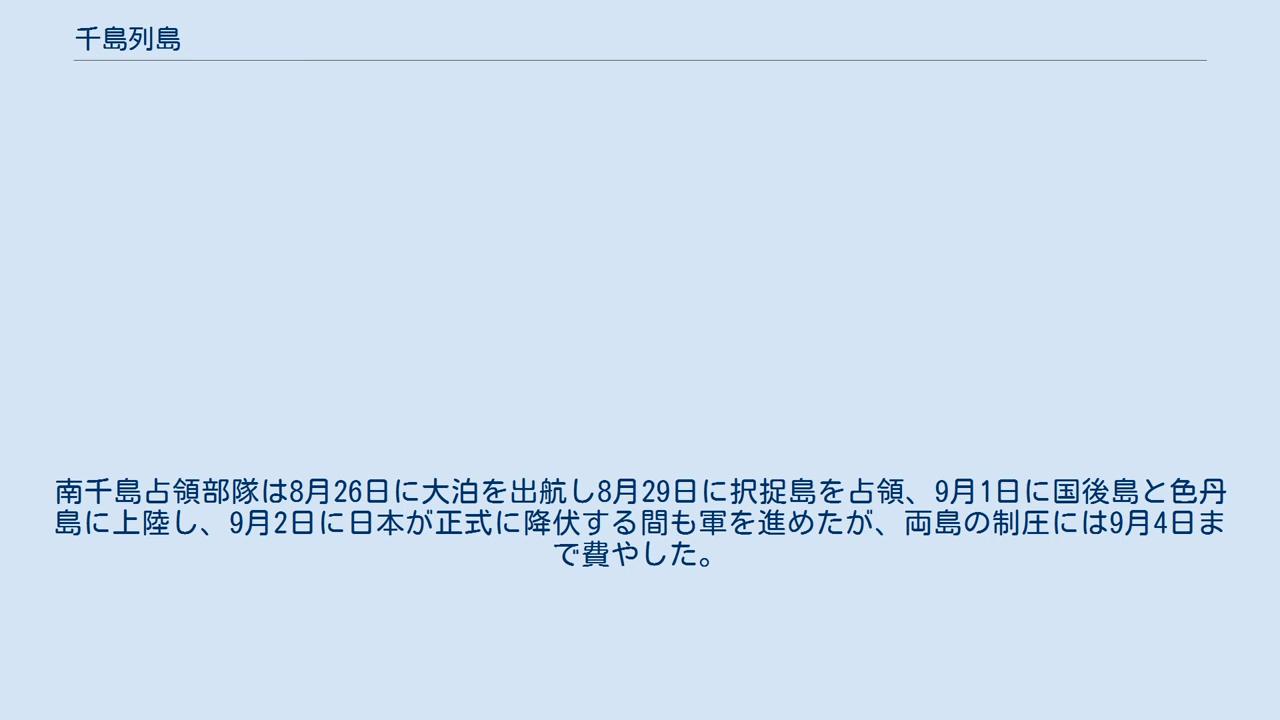 千島列島
南千島占領部隊は8月26日に大泊を出航し8月29日に択捉島を占領、9月1日に国後島と色丹
島に上陸し、9月2日に日本が正式に降伏する間も軍を進めたが、両島の制圧には9月4日ま
で費やした。